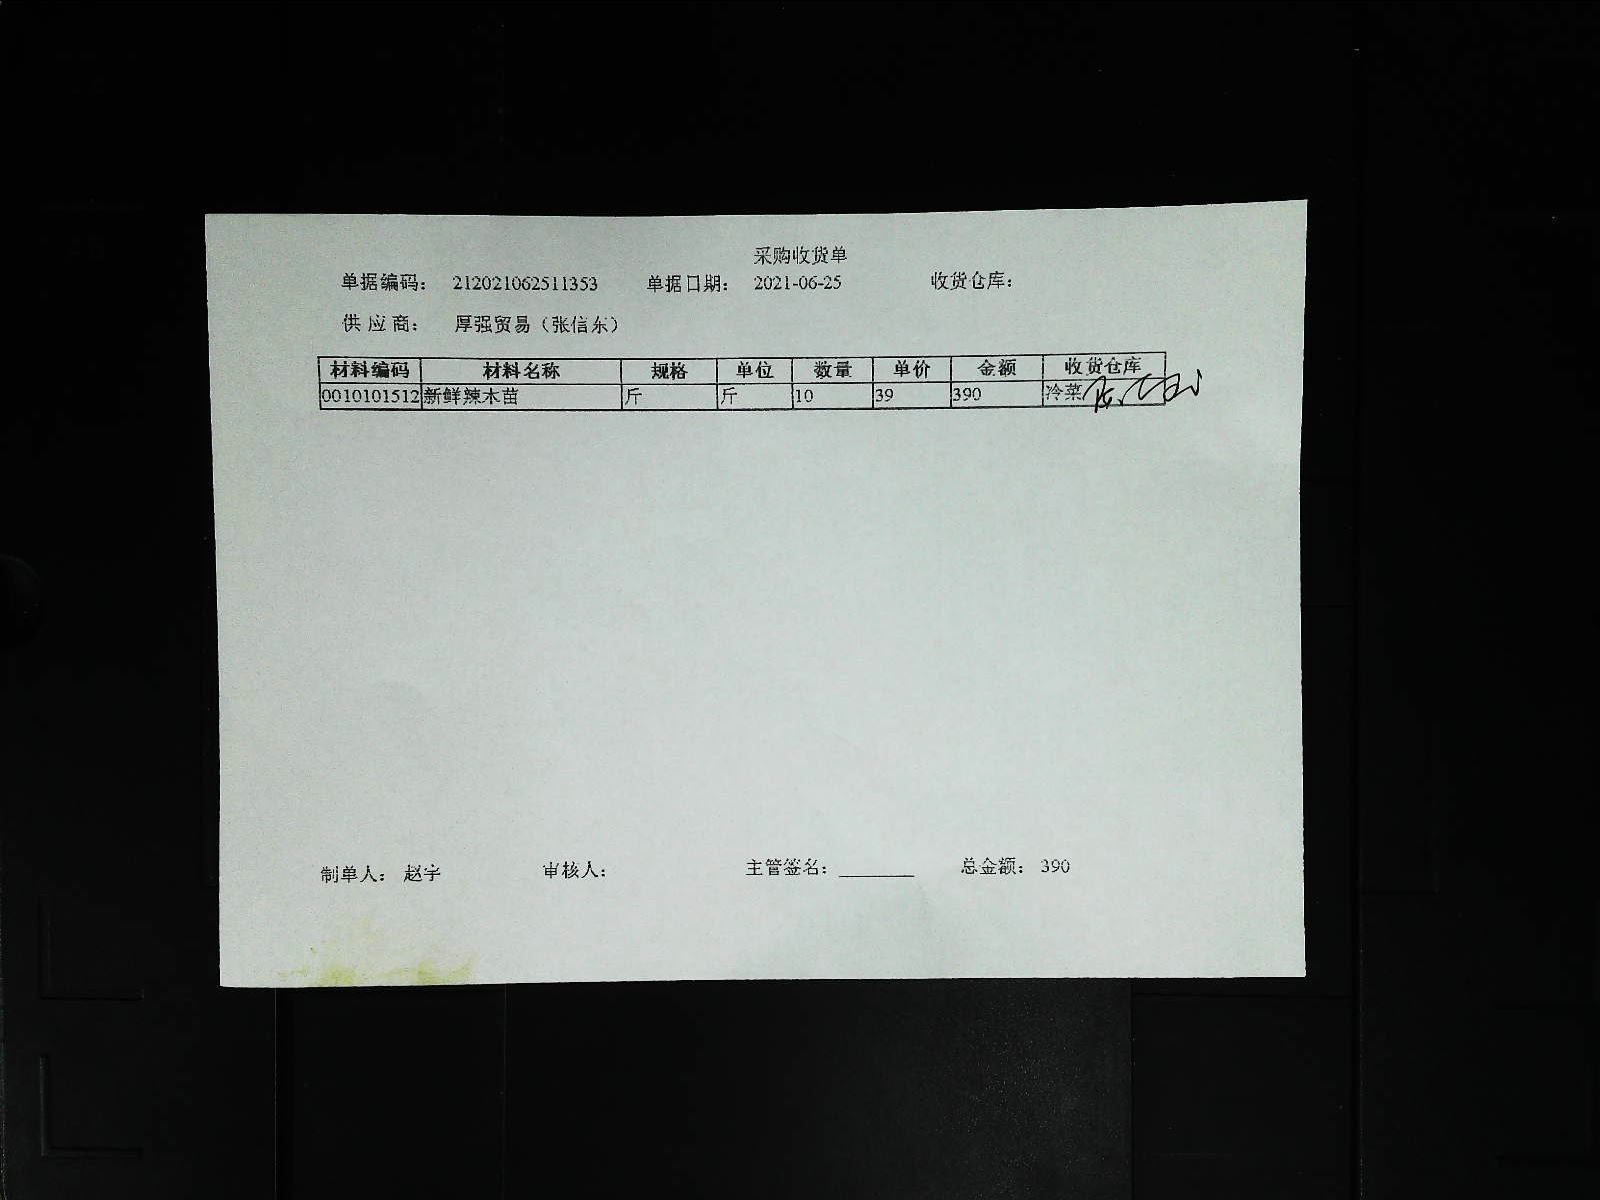 采购收货单
单据编码： 212021062511353 单据日期： 2021-06-25 收货仓库：
供应商： 厚强贸易（张信东）
材料编码 材料名称 规格 单位 数量 单价 金额 收货仓库
0010101512 新鲜辣木苗 斤 斤 10 39 390 冷菜
制单人： 赵宇 审核人： 主管签名： 总金额： 390